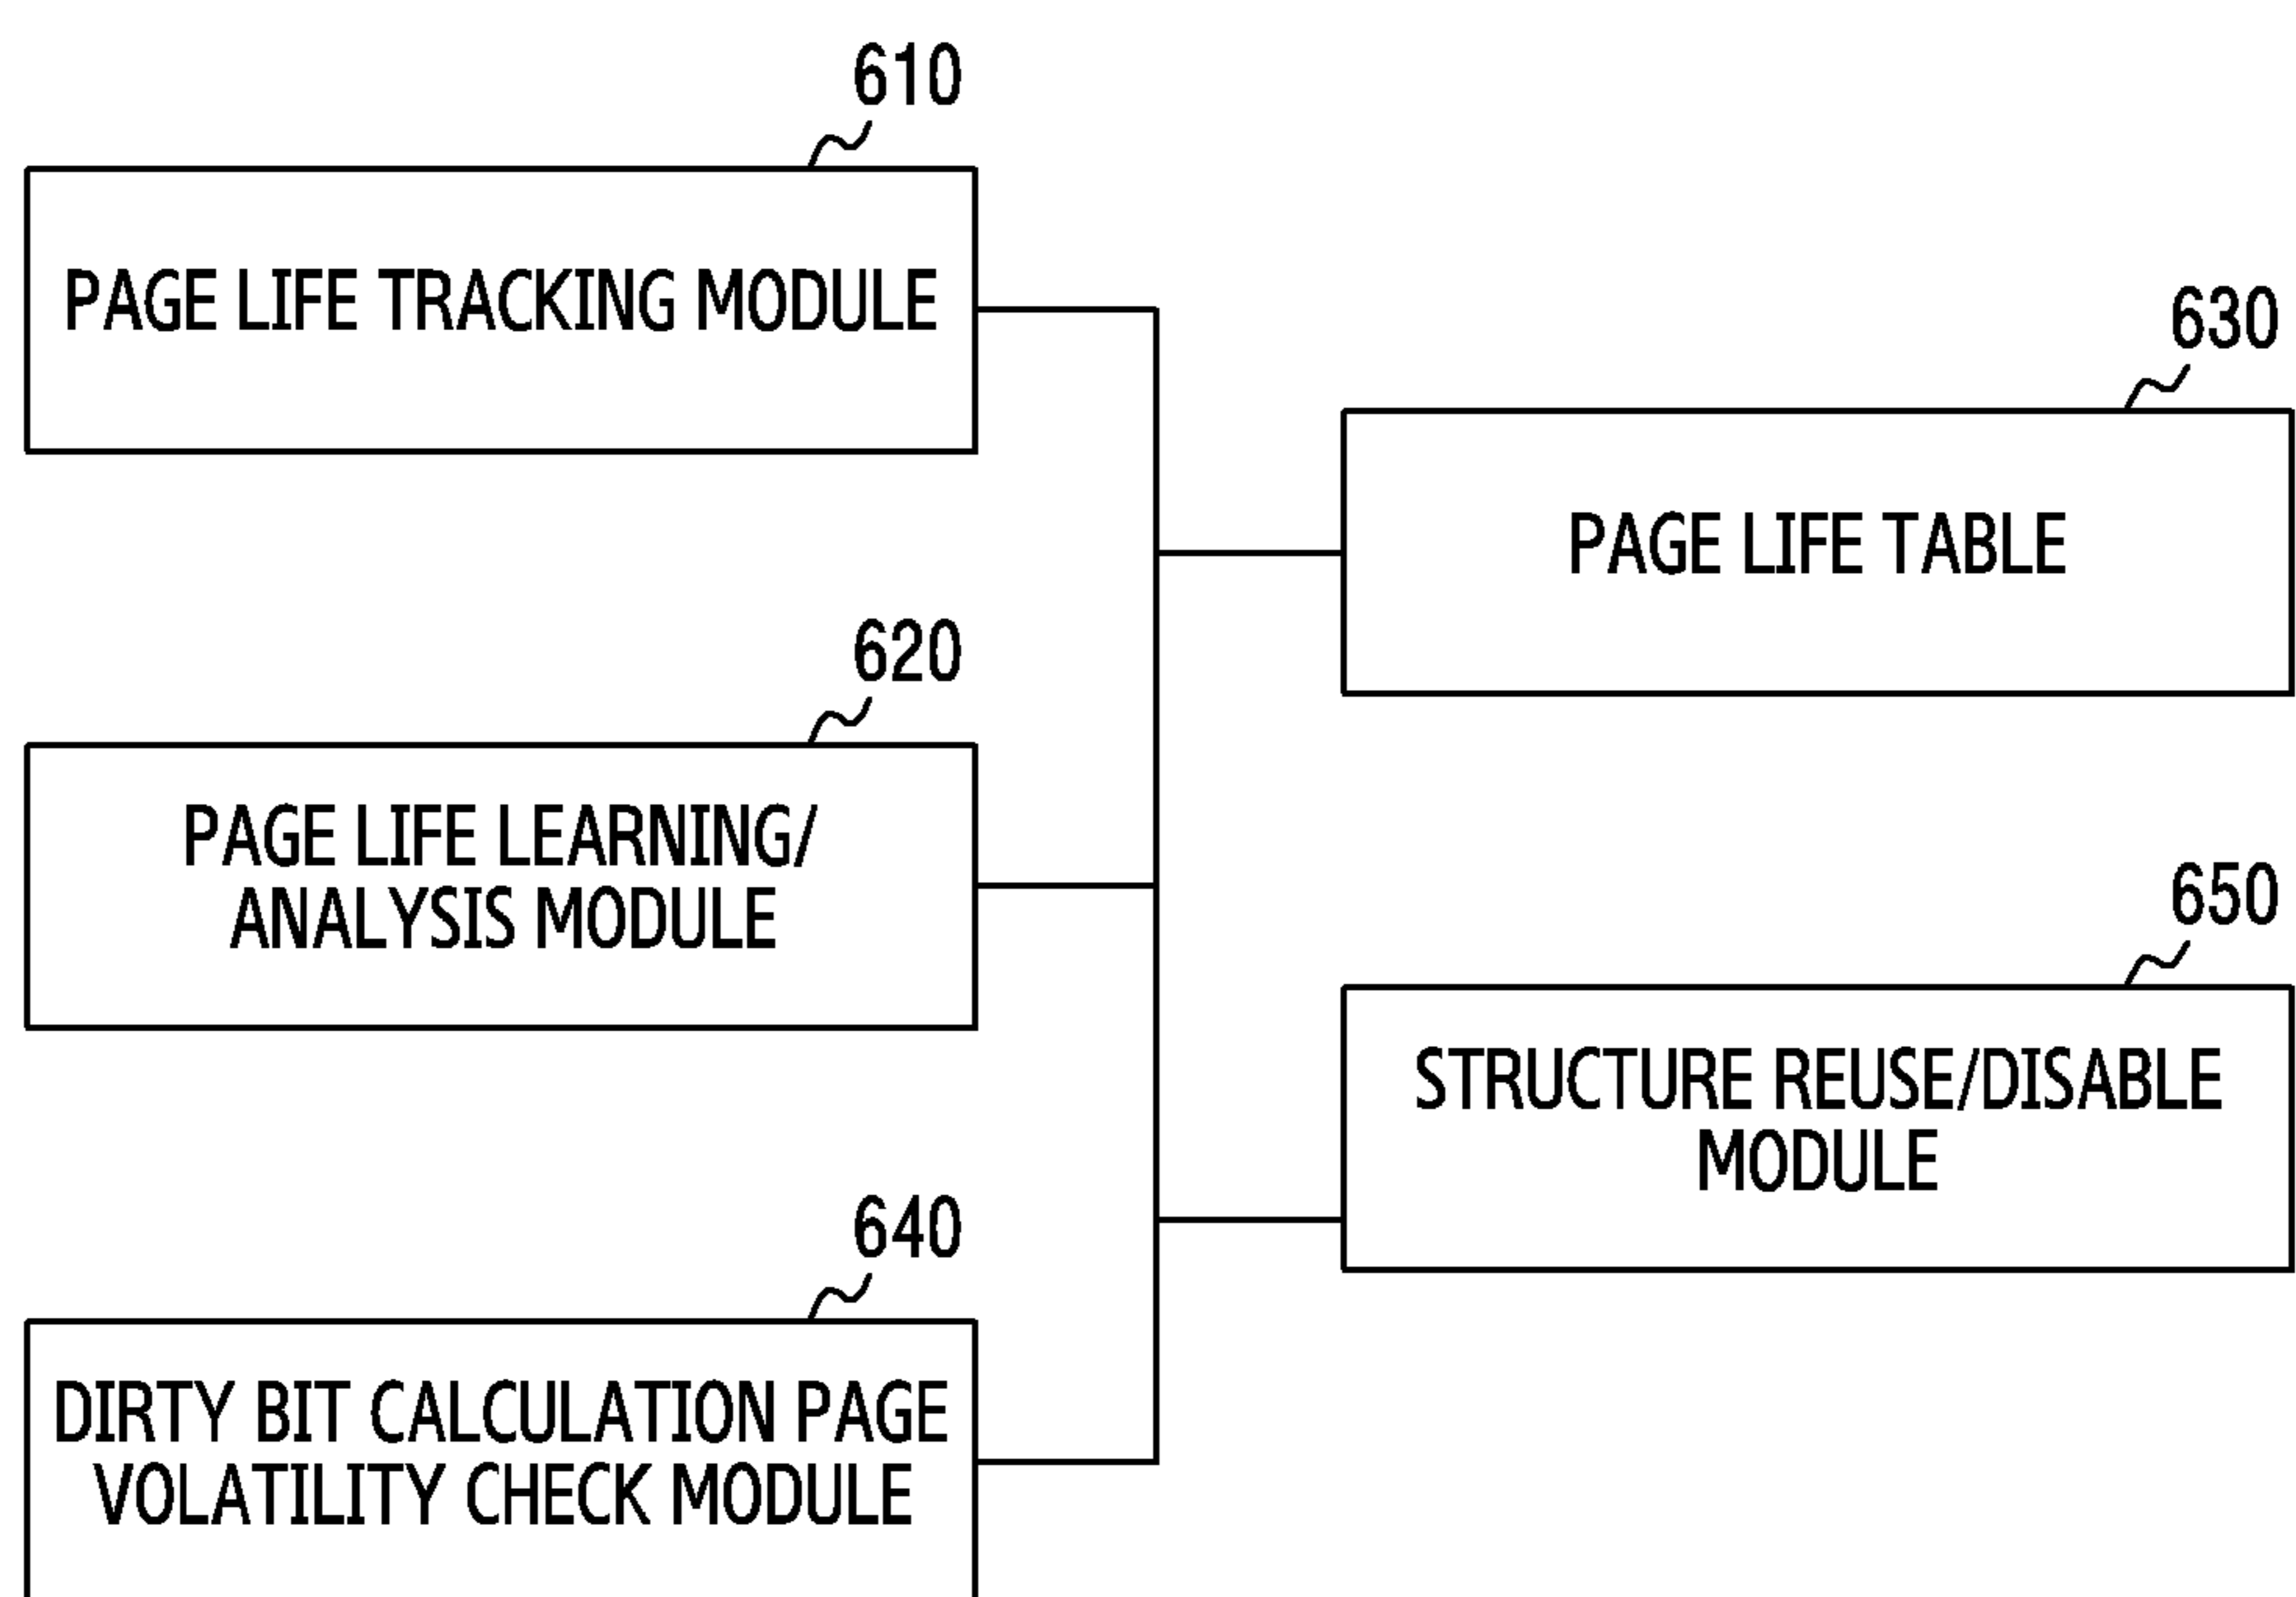 610
PAGE LIFE TRACKING MODULE
630
PAGE LIFE TABLE
620
PAGE LIFE LEARNING/
ANALYSIS MODULE
650
STRUCTURE REUSE/DISABLE
MODULE
640
DIRTY BIT CALCULATION PAGE
VOLATILITY CHECK MODULE